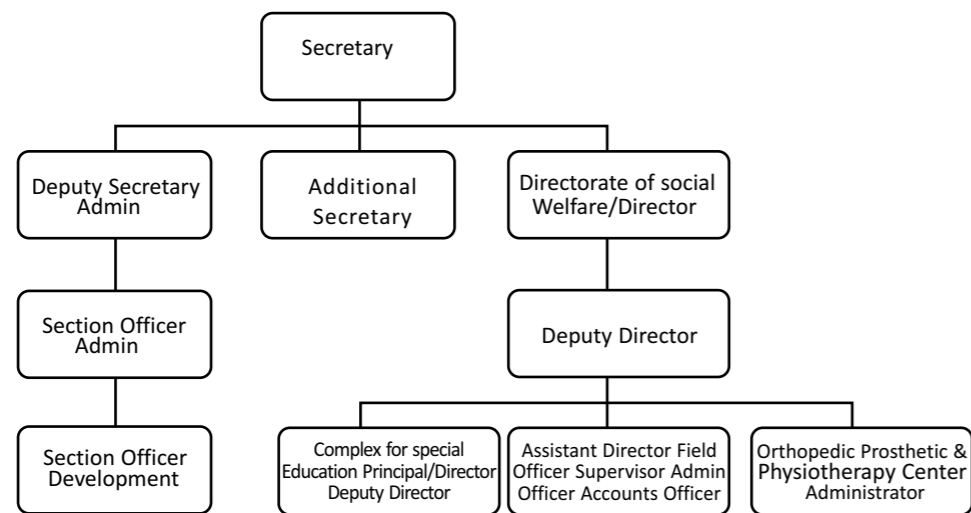 Secretary
Deputy Secretary
Admin
Additional
Secretary
Directorate of social
Welfare/Director
Section Officer
Admin
Deputy Director
Section Officer
Development
Complex for special
Education Principal/Director
Deputy Director
Assistant Director Field
Officer Supervisor Admin
Officer Accounts Officer
Orthopedic Prosthetic &
Physiotherapy Center
Administrator